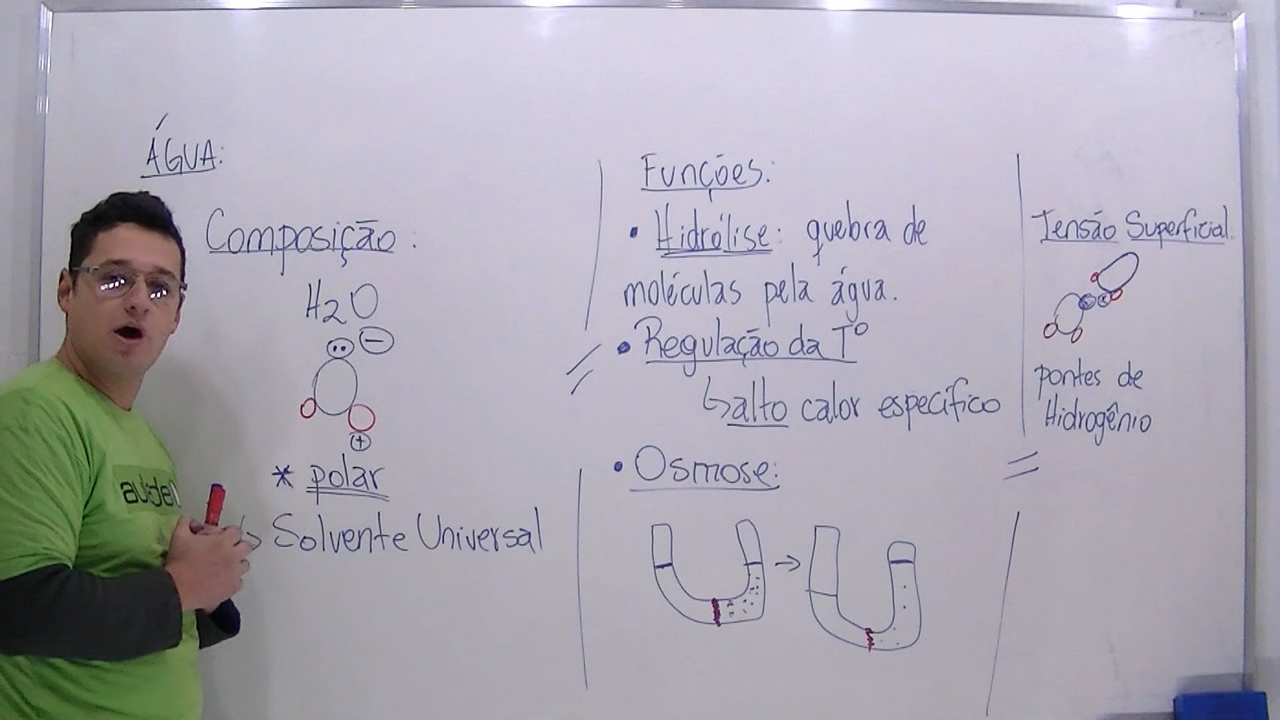 ÁGUA:
Composição:
H2O
−
+
* polar
↳ Solvente Universal
Funções:
• Hidrólise: quebra de
moléculas pela água.
• Regulação da Tº
↳ alto calor específico
• Osmose:
Tensão Superficial:
pontes de
Hidrogênio